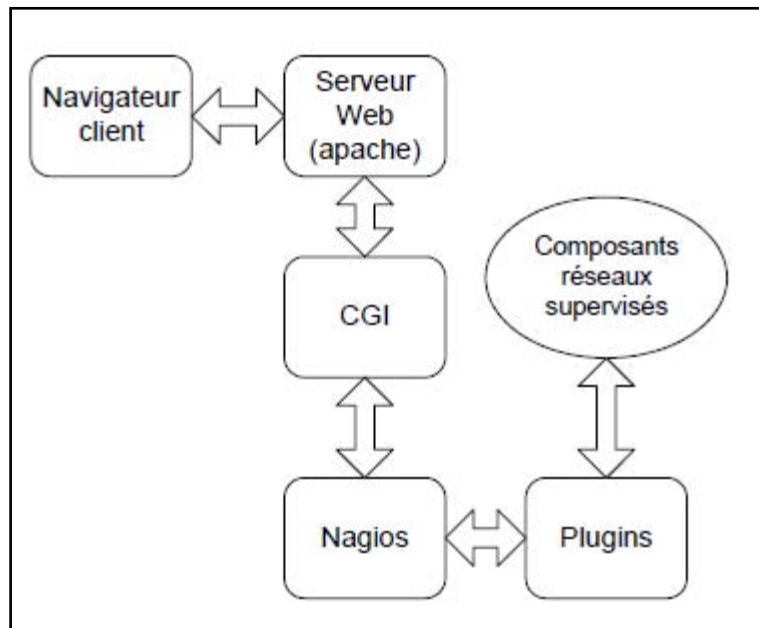 Navigateur
client
Serveur
Web
(apache)
CGI
Composants
réseaux
supervisés
Nagios
Plugins